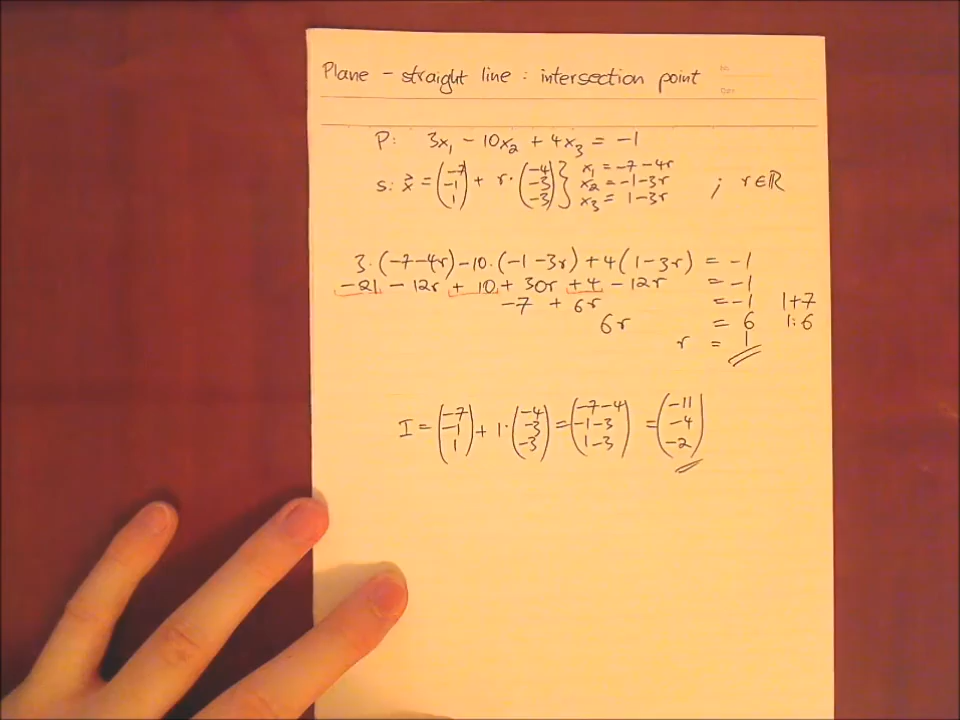 Plane - straight line : intersection point
P: 3x₁ - 10x₂ + 4x₃ = -1
s: x⃗ = (-7 -1 1) + r · (-4 -3 -3) } x₁ = -7 - 4r x₂ = -1 - 3r x₃ = 1 - 3r ; r∈ℝ
3·(-7-4r) - 10·(-1-3r) + 4(1-3r) = -1
-21 - 12r + 10 + 30r + 4 - 12r = -1
-7 + 6r = -1 |+7
6r = 6 |:6
r = 1
I = (-7 -1 1) + 1· (-4 -3 -3) = (-7-4 -1-3 1-3) = (-11 -4 -2)